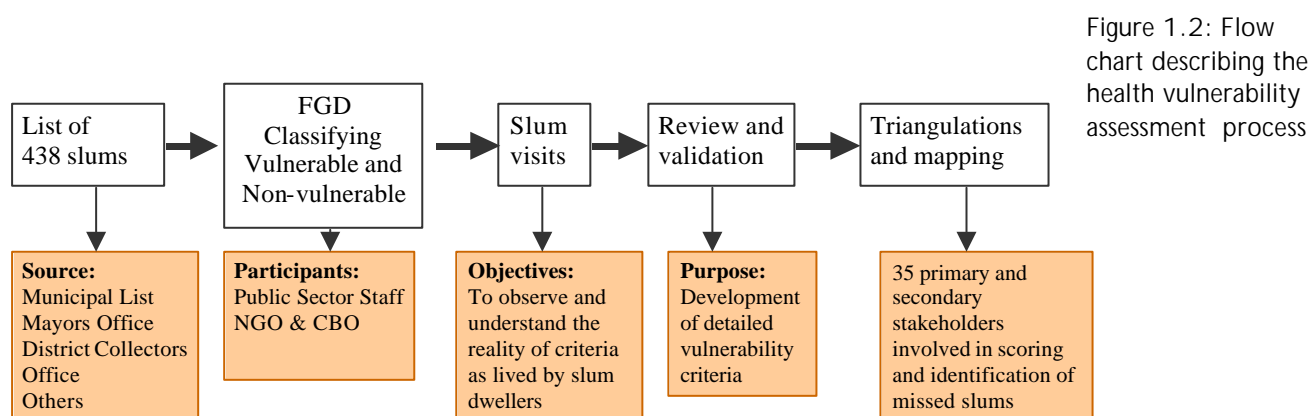 Figure 1.2: Flow
chart describing the
health vulnerability
assessment process
List of
438 slums
FGD
Classifying
Vulnerable and
Non-vulnerable
Slum
visits
Review and
validation
Triangulations
and mapping
Source:
Municipal List
Mayors Office
District Collectors
Office
Others
Participants:
Public Sector Staff
NGO & CBO
Objectives:
To observe and
understand the
reality of criteria
as lived by slum
dwellers
Purpose:
Development
of detailed
vulnerability
criteria
35 primary and
secondary
stakeholders
involved in scoring
and identification of
missed slums